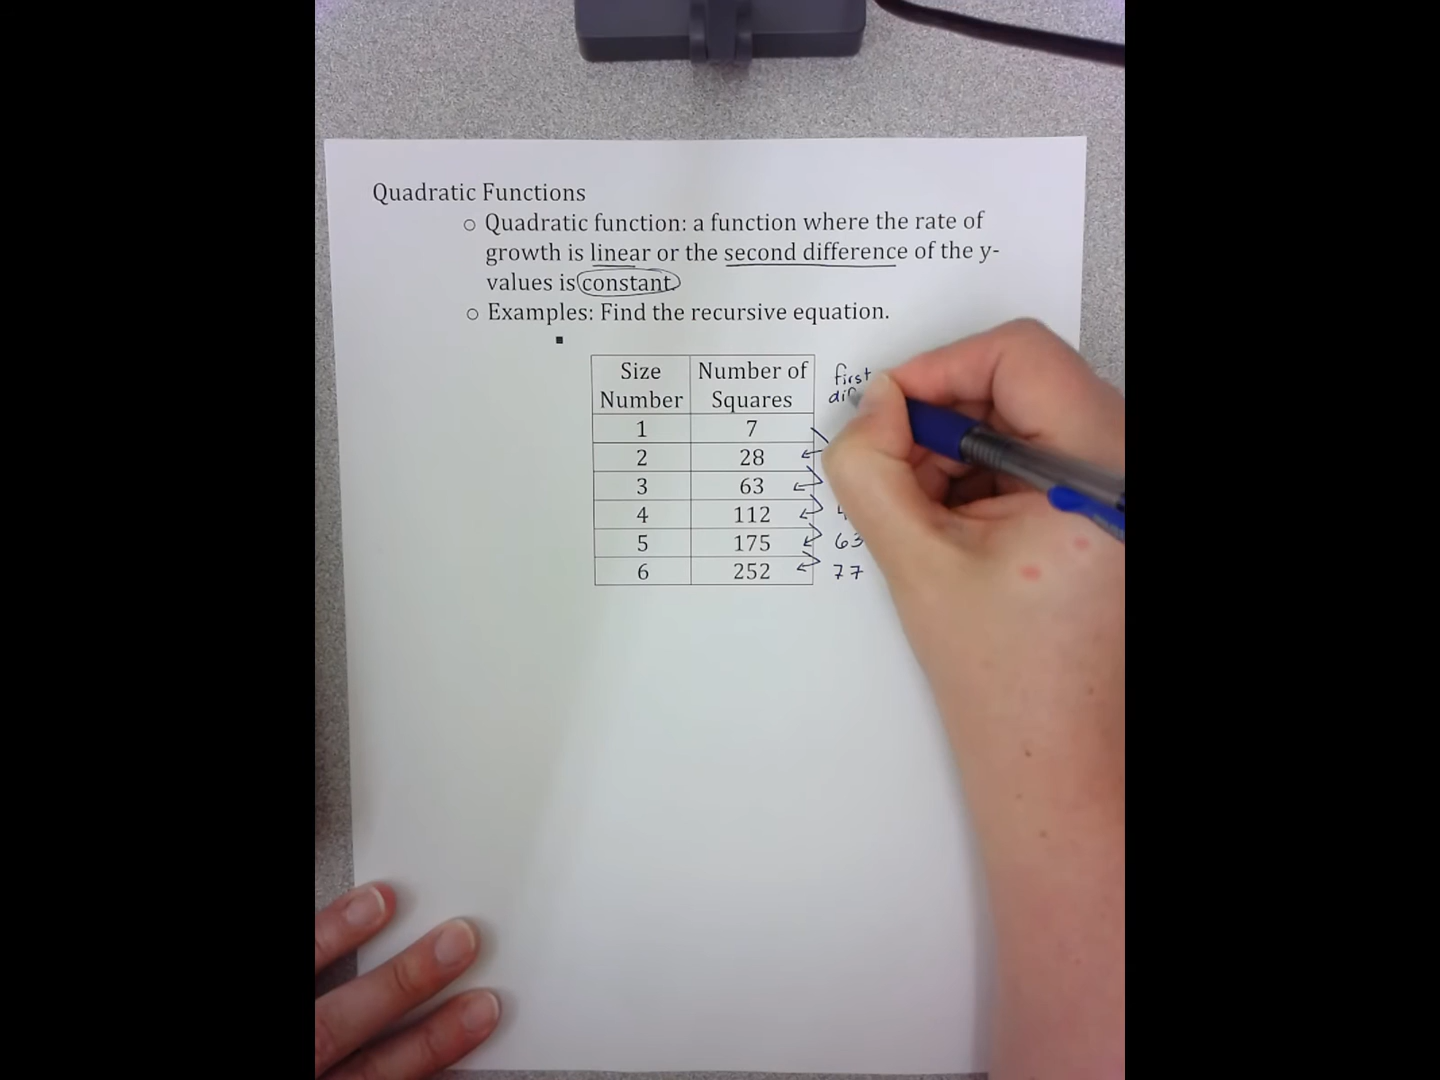 Quadratic Functions
○ Quadratic function: a function where the rate of
growth is linear or the second difference of the y-
values is constant.
○ Examples: Find the recursive equation.
▪
Size Number | Number of Squares | first
1 | 7
2 | 28
3 | 63
4 | 112
5 | 175 | 63
6 | 252 | 77